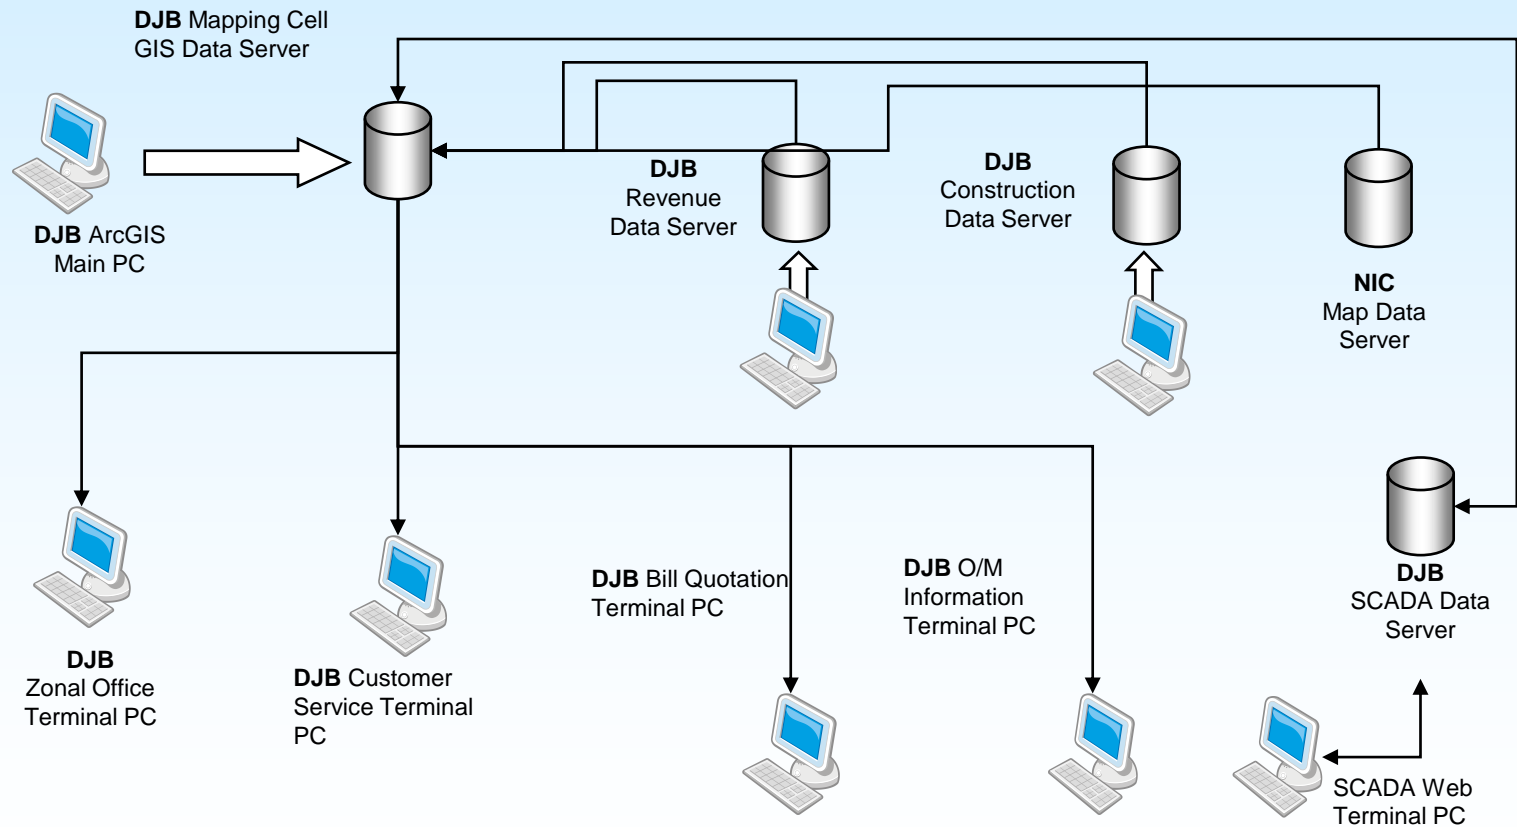 DJB Mapping Cell
GIS Data Server
DJB ArcGIS
Main PC
DJB
Revenue
Data Server
DJB
Construction
Data Server
NIC
Map Data
Server
DJB
Zonal Office
Terminal PC
DJB Customer
Service Terminal
PC
DJB Bill Quotation
Terminal PC
DJB O/M
Information
Terminal PC
DJB
SCADA Data
Server
SCADA Web
Terminal PC